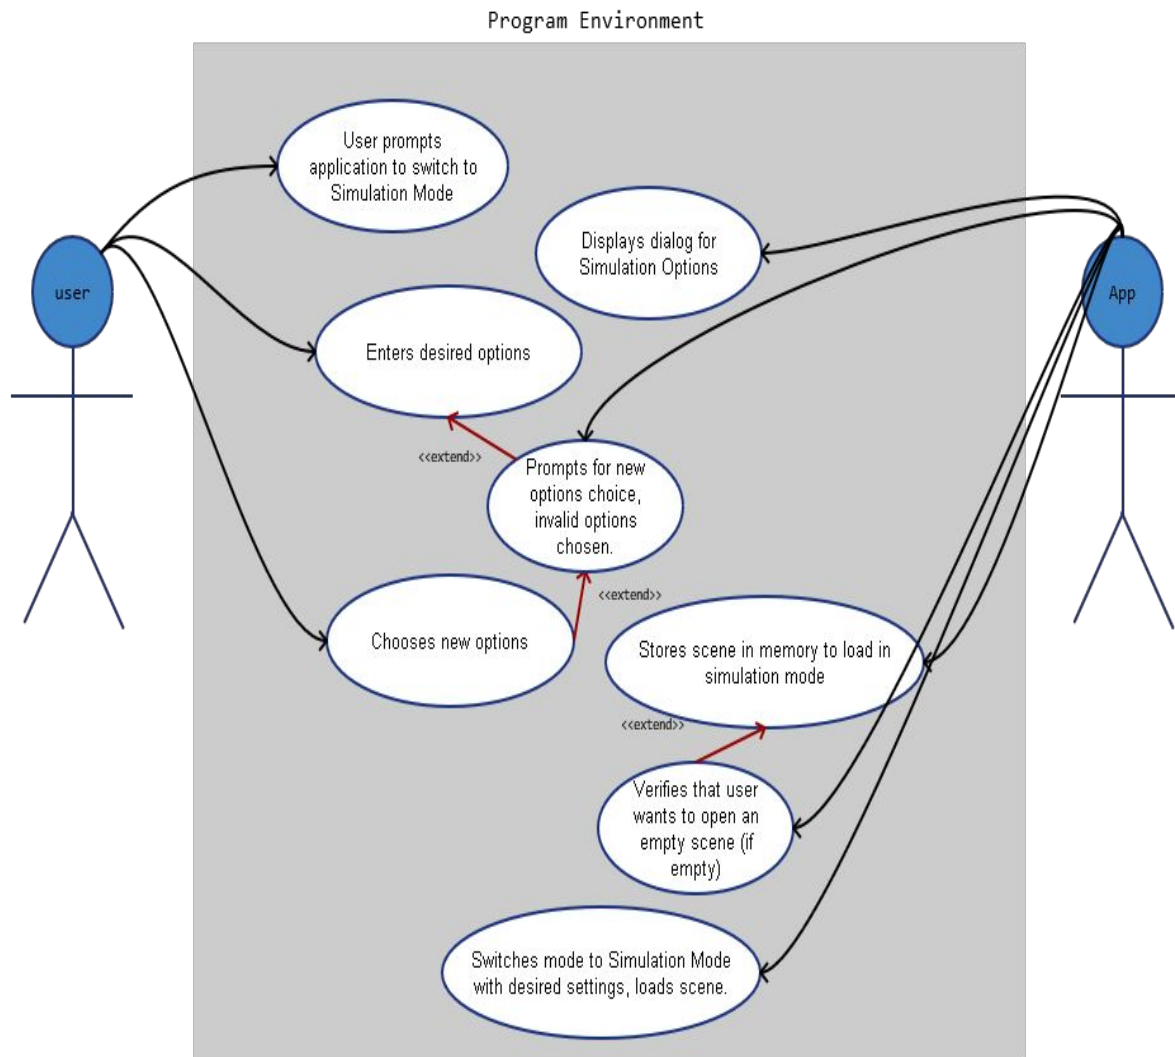 Program Environment
User prompts
application to switch to
Simulation Mode
Displays dialog for
Simulation Options
user
App
Enters desired options
<<extend>>
Prompts for new
options choice,
invalid options
chosen.
<<extend>>
Chooses new options
Stores scene in memory to load in
simulation mode
<<extend>>
Verifies that user
wants to open an
empty scene (if
empty)
Switches mode to Simulation Mode
with desired settings, loads scene.